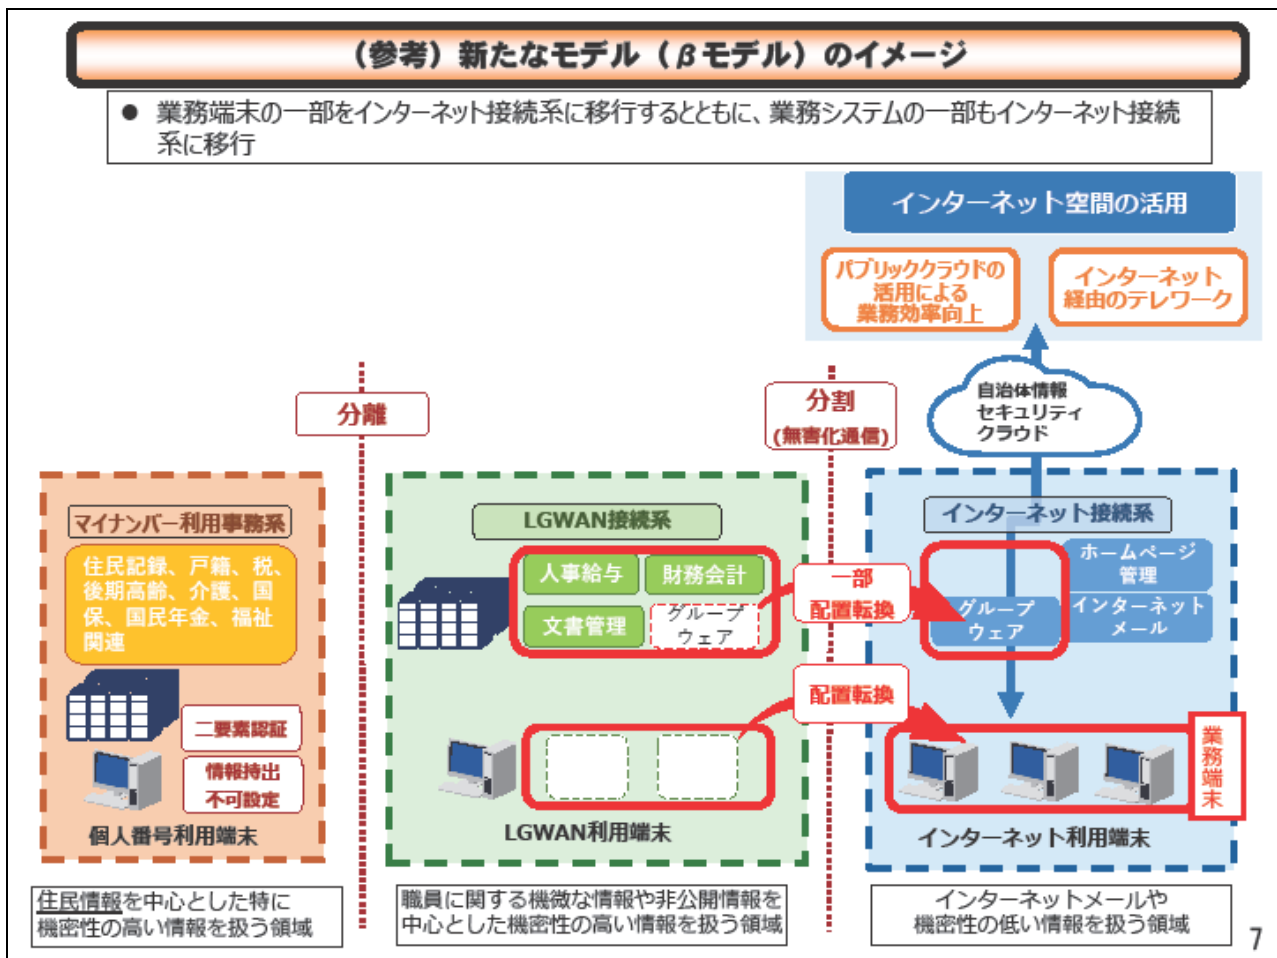 （参考）新たなモデル（βモデル）のイメージ
● 業務端末の一部をインターネット接続系に移行するとともに、業務システムの一部もインターネット接続
系に移行
インターネット空間の活用
パブリッククラウドの
活用による
業務効率向上
インターネット
経由のテレワーク
自治体情報
セキュリティ
クラウド
分離
分割
(無害化通信)
マイナンバー利用事務系
住民記録、戸籍、税、
後期高齢、介護、国
保、国民年金、福祉
関連
二要素認証
情報持出
不可設定
個人番号利用端末
住民情報を中心とした特に
機密性の高い情報を扱う領域
LGWAN接続系
人事給与
財務会計
文書管理
グループ
ウェア
一部
配置転換
配置転換
LGWAN利用端末
職員に関する機微な情報や非公開情報を
中心とした機密性の高い情報を扱う領域
インターネット接続系
ホームページ
管理
グループ
ウェア
インターネット
メール
業務端末
インターネット利用端末
インターネットメールや
機密性の低い情報を扱う領域
7